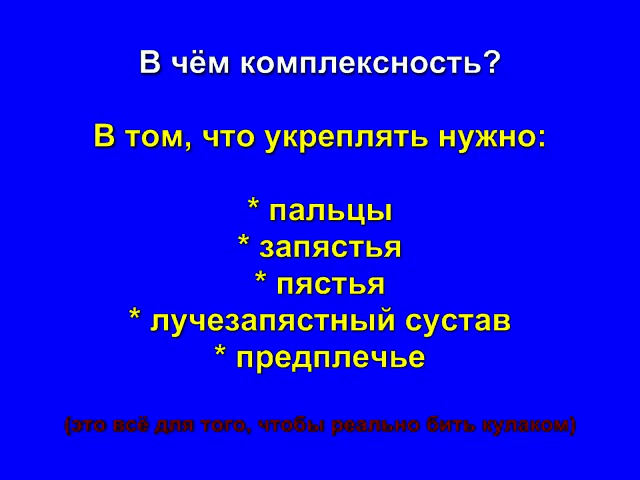 В чём комплексность?
В том, что укреплять нужно:
* пальцы
* запястья
* пястья
* лучезапястный сустав
* предплечье
(это всё для того, чтобы реально бить кулаком)